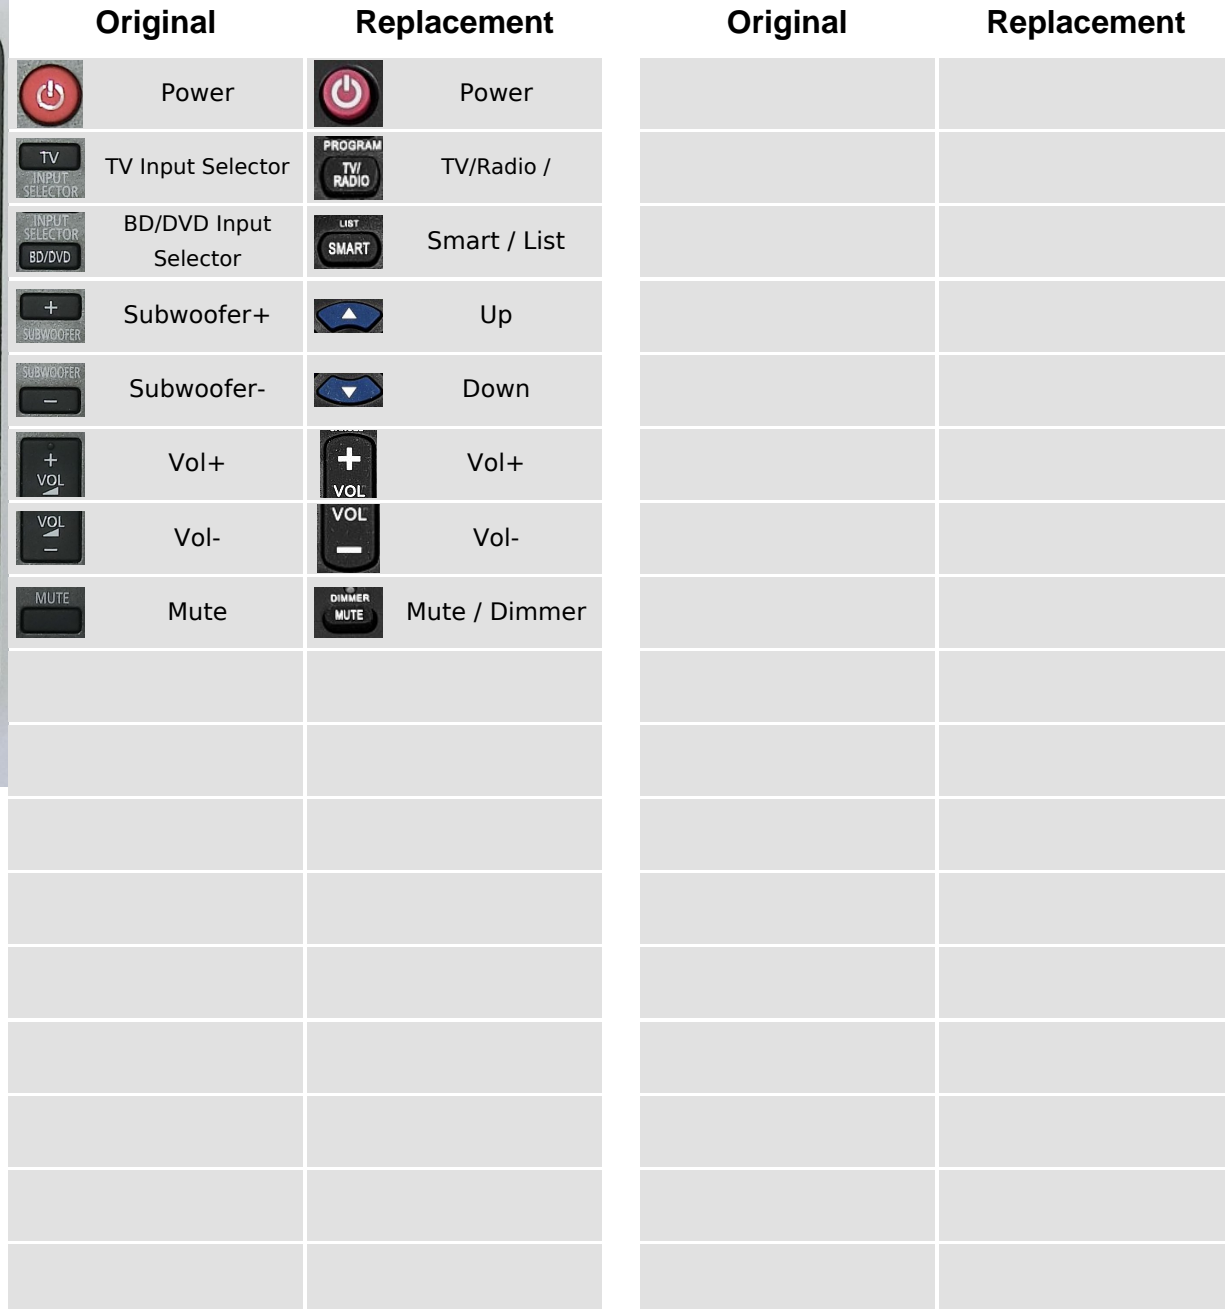 Original Replacement Original Replacement
Power Power
TV INPUT SELECTOR TV Input Selector PROGRAM TV/ RADIO TV/Radio /
INPUT SELECTOR BD/DVD BD/DVD Input Selector LIST SMART Smart / List
+ SUBWOOFER Subwoofer+ Up
SUBWOOFER − Subwoofer- Down
+ VOL Vol+ + VOL Vol+
VOL − Vol- VOL − Vol-
MUTE Mute DIMMER MUTE Mute / Dimmer